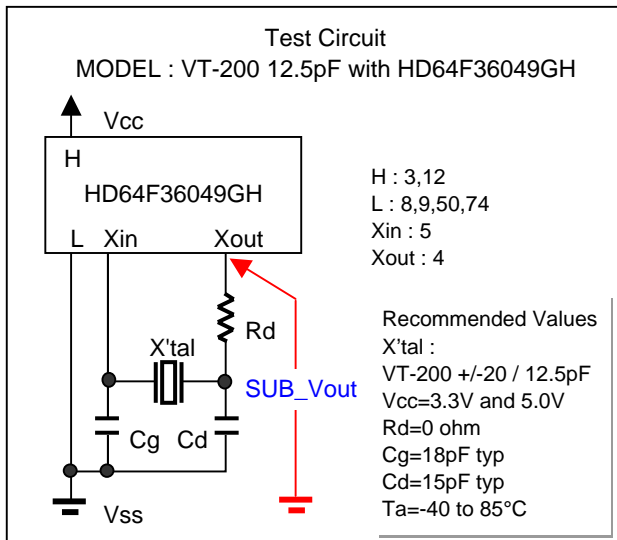 Test Circuit
MODEL : VT-200 12.5pF with HD64F36049GH
Vcc
H
HD64F36049GH
L Xin Xout
H : 3,12
L : 8,9,50,74
Xin : 5
Xout : 4
Rd
X'tal
SUB_Vout
Cg Cd
Vss
Recommended Values
X'tal :
VT-200 +/-20 / 12.5pF
Vcc=3.3V and 5.0V
Rd=0 ohm
Cg=18pF typ
Cd=15pF typ
Ta=-40 to 85°C